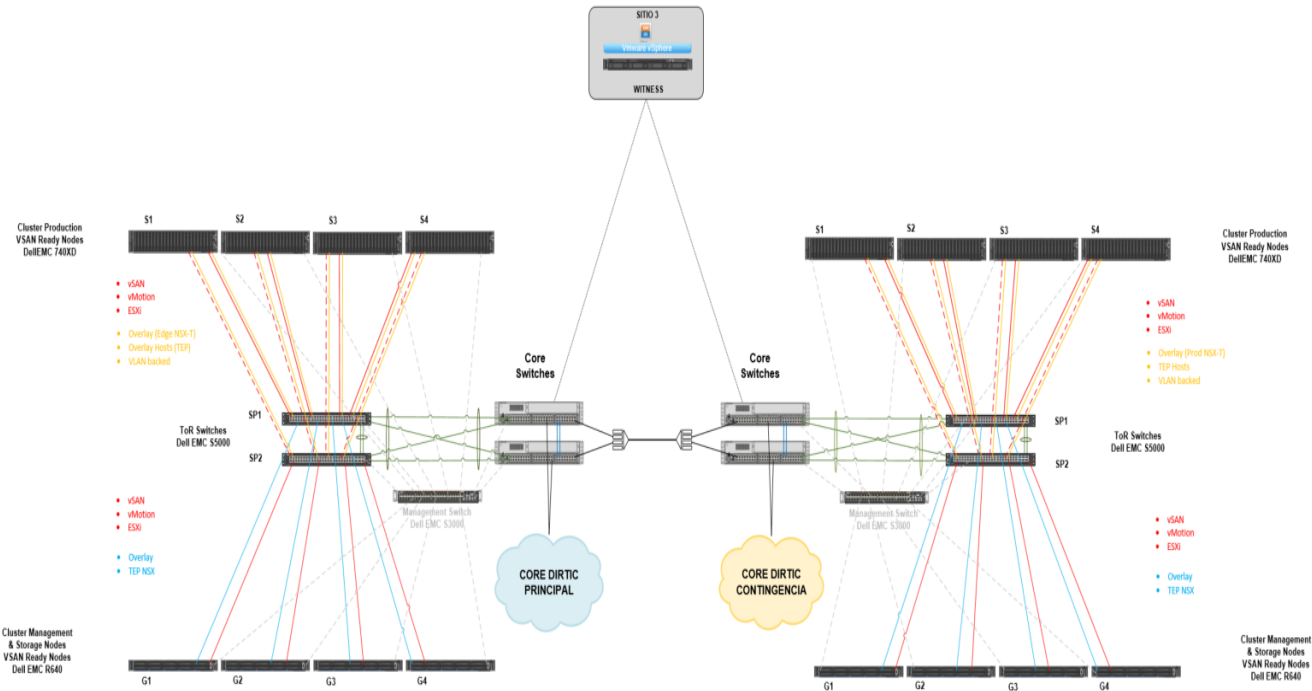 SITIO 3
Vmware vSphere
WITNESS
S1
S2
S3
S4
Cluster Production
VSAN Ready Nodes
DellEMC 740XD
vSAN
vMotion
ESXi
Overlay (Edge NSX-T)
Overlay Hosts (TEP)
VLAN backed
Core
Switches
SP1
ToR Switches
Dell EMC S5000
SP2
Management Switch
Dell EMC S3000
vSAN
vMotion
ESXi
Overlay
TEP NSX
CORE DIRTIC
PRINCIPAL
Cluster Management
& Storage Nodes
VSAN Ready Nodes
Dell EMC R640
G1
G2
G3
G4
S1
S2
S3
S4
Cluster Production
VSAN Ready Nodes
DellEMC 740XD
vSAN
vMotion
ESXi
Overlay (Prod NSX-T)
TEP Hosts
VLAN backed
Core
Switches
SP1
ToR Switches
Dell EMC S5000
SP2
Management Switch
Dell EMC S3000
vSAN
vMotion
ESXi
Overlay
TEP NSX
CORE DIRTIC
CONTINGENCIA
Cluster Management
& Storage Nodes
VSAN Ready Nodes
Dell EMC R640
G1
G2
G3
G4